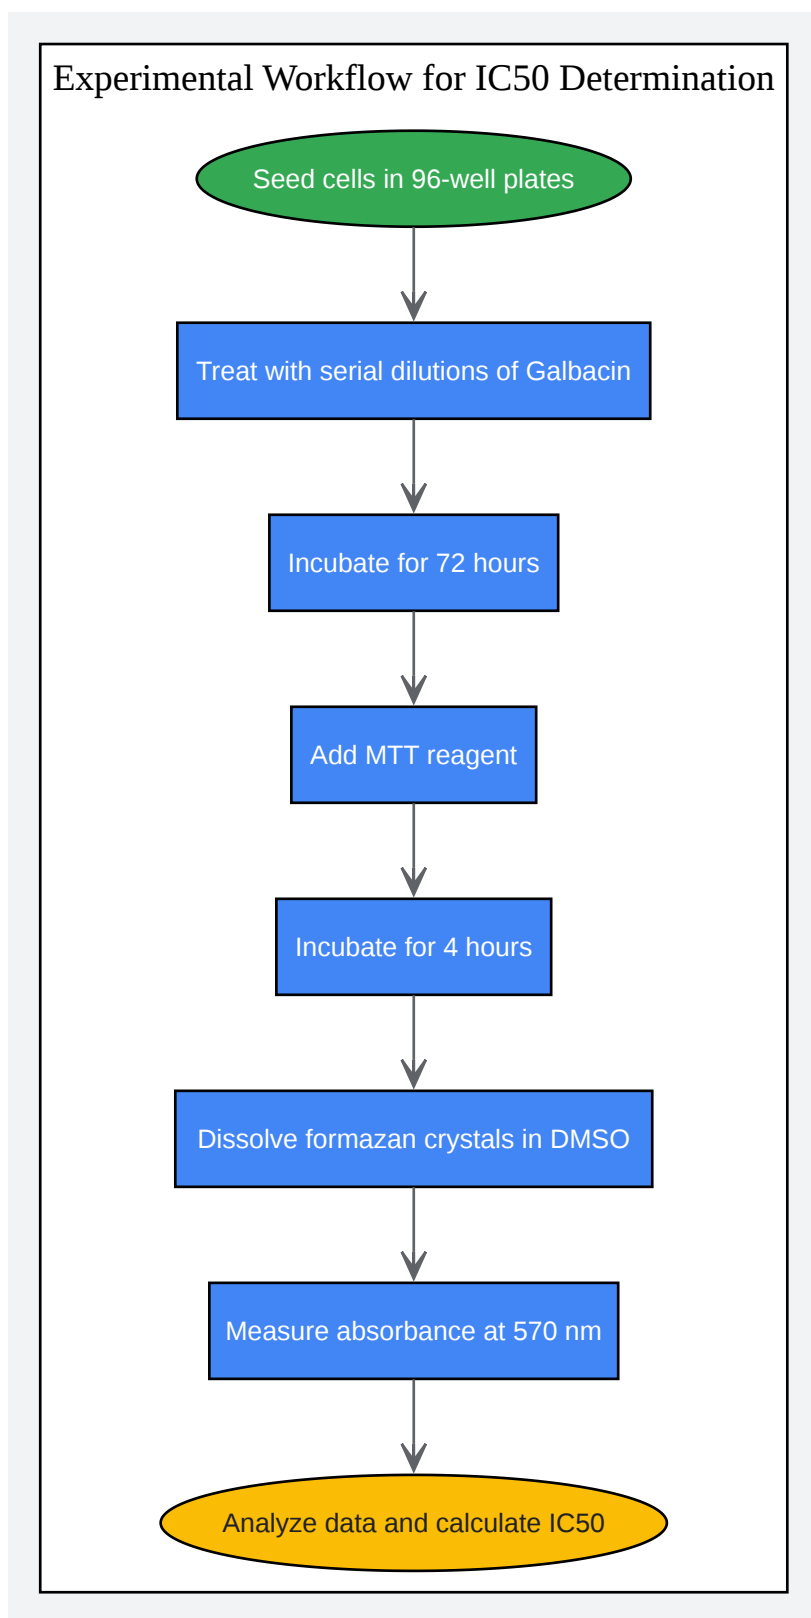 Experimental Workflow for IC50 Determination
Seed cells in 96-well plates
Treat with serial dilutions of Galbacin
Incubate for 72 hours
Add MTT reagent
Incubate for 4 hours
Dissolve formazan crystals in DMSO
Measure absorbance at 570 nm
Analyze data and calculate IC50